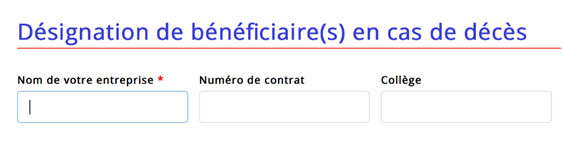 Désignation de bénéficiaire(s) en cas de décès
Nom de votre entreprise * Numéro de contrat Collège